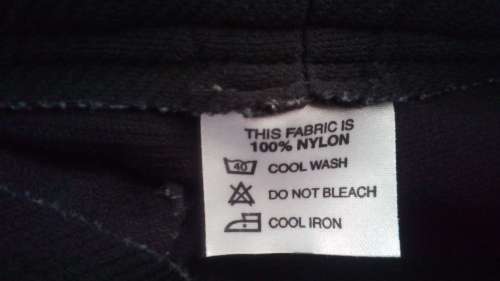 THIS FABRIC IS
100% NYLON
40 COOL WASH
DO NOT BLEACH
COOL IRON